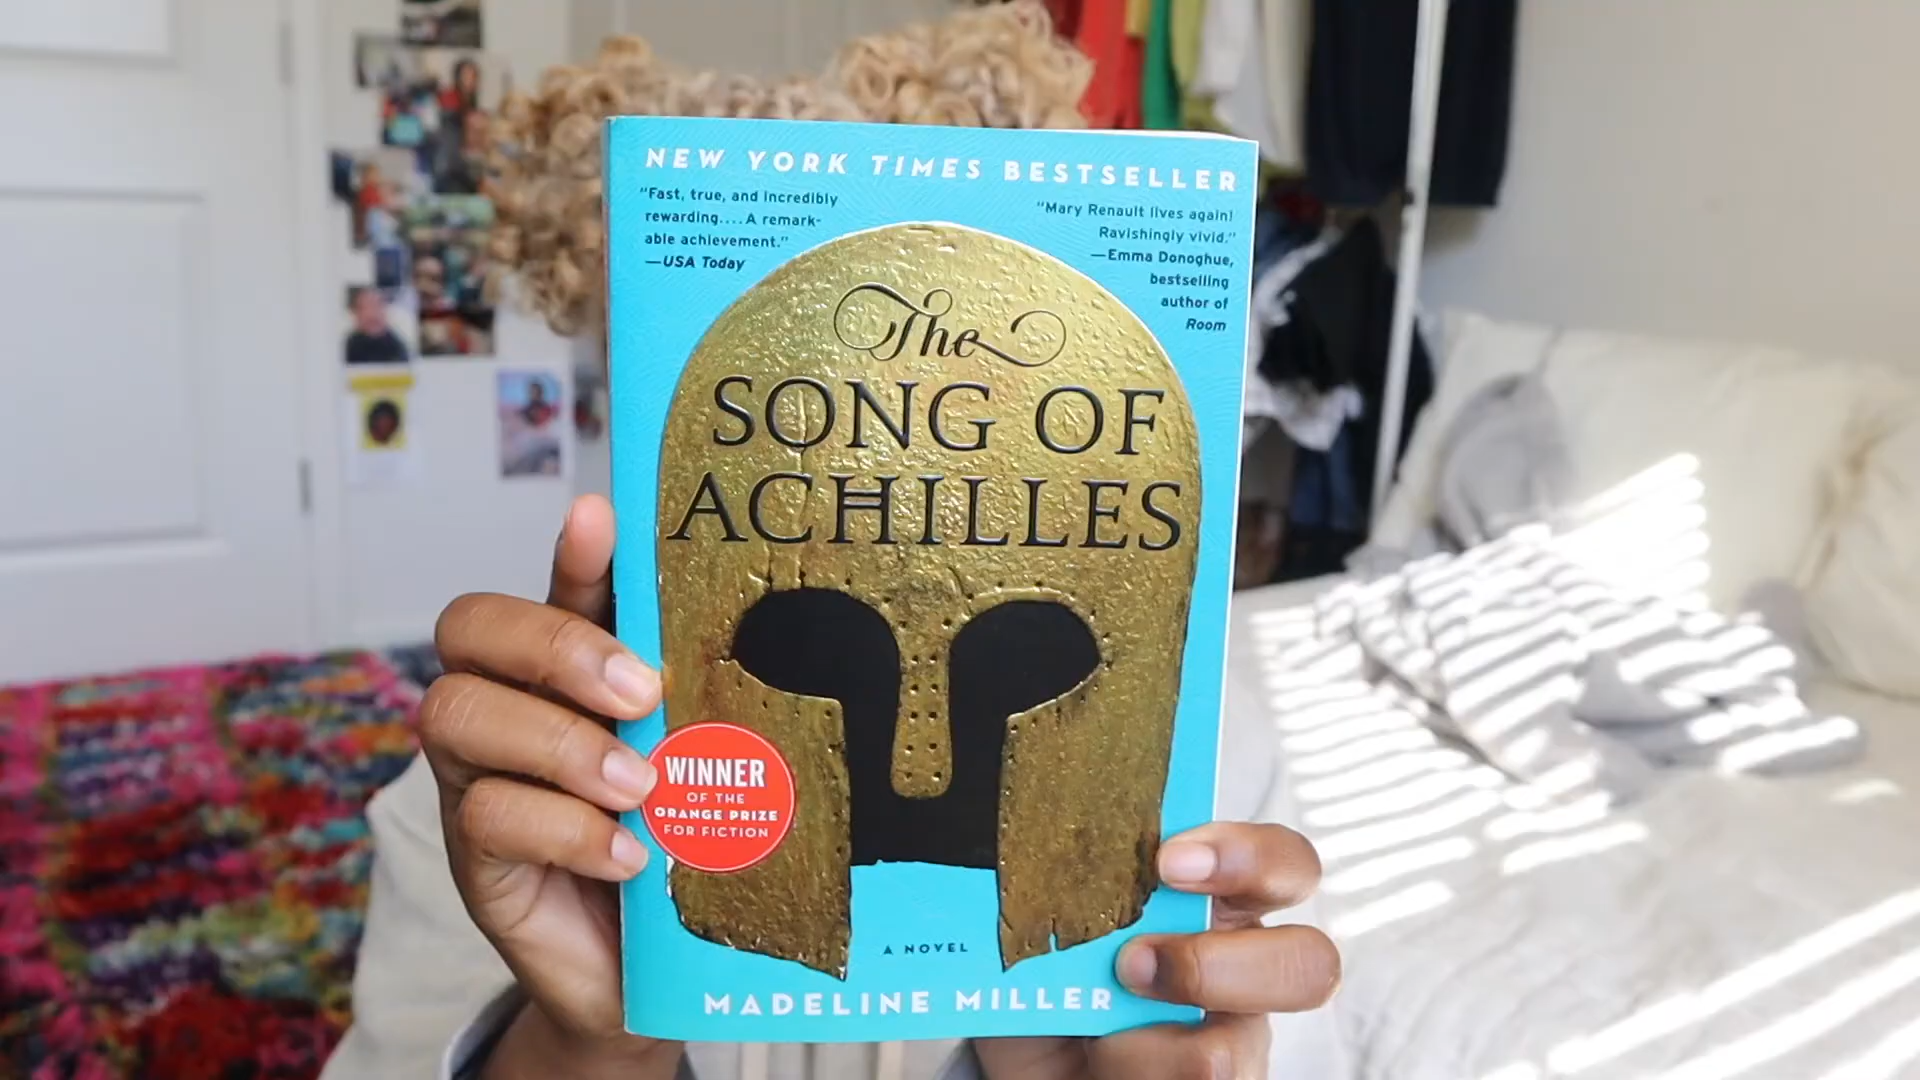 NEW YORK TIMES BESTSELLER
"Fast, true, and incredibly
rewarding.... A remark-
able achievement."
—USA Today
"Mary Renault lives again!
Ravishingly vivid."
—Emma Donoghue,
bestselling
author of
Room
The
SONG OF
ACHILLES
WINNER
OF THE
ORANGE PRIZE
FOR FICTION
A NOVEL
MADELINE MILLER